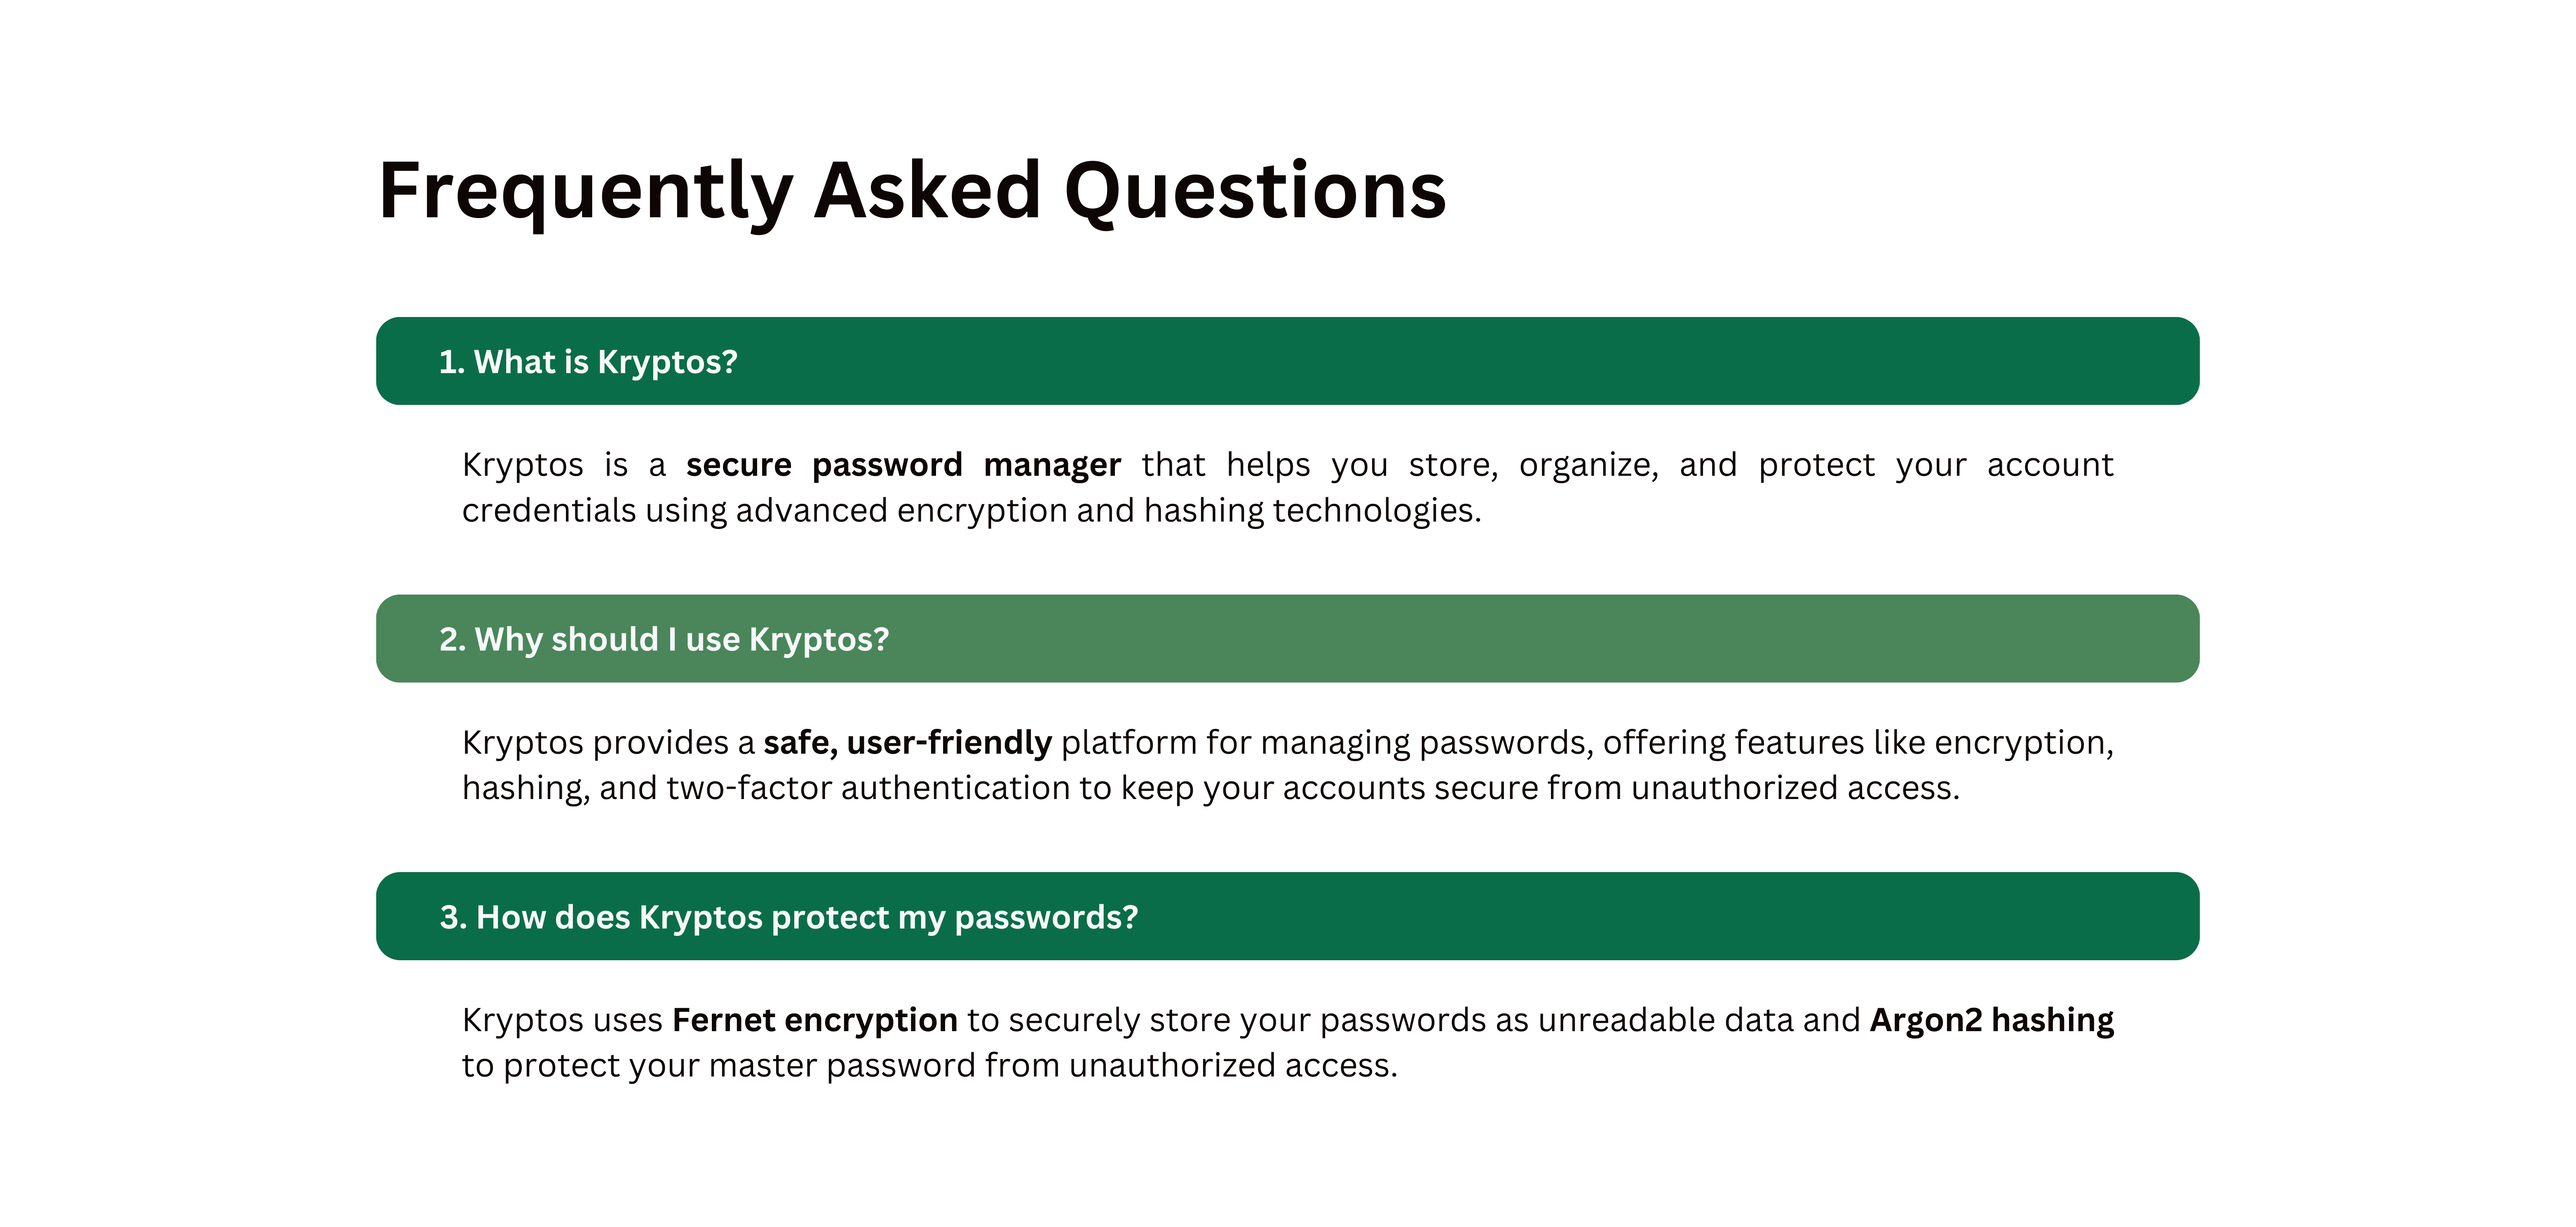 Frequently Asked Questions
1. What is Kryptos?
Kryptos is a secure password manager that helps you store, organize, and protect your account
credentials using advanced encryption and hashing technologies.
2. Why should I use Kryptos?
Kryptos provides a safe, user-friendly platform for managing passwords, offering features like encryption,
hashing, and two-factor authentication to keep your accounts secure from unauthorized access.
3. How does Kryptos protect my passwords?
Kryptos uses Fernet encryption to securely store your passwords as unreadable data and Argon2 hashing
to protect your master password from unauthorized access.